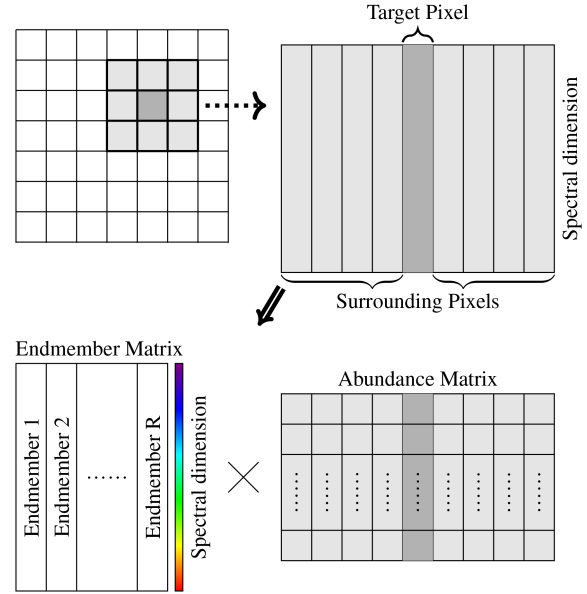 Target Pixel
Spectral dimension
Surrounding Pixels
Endmember Matrix
Abundance Matrix
Endmember 1
Endmember 2
......
Endmember R
Spectral dimension